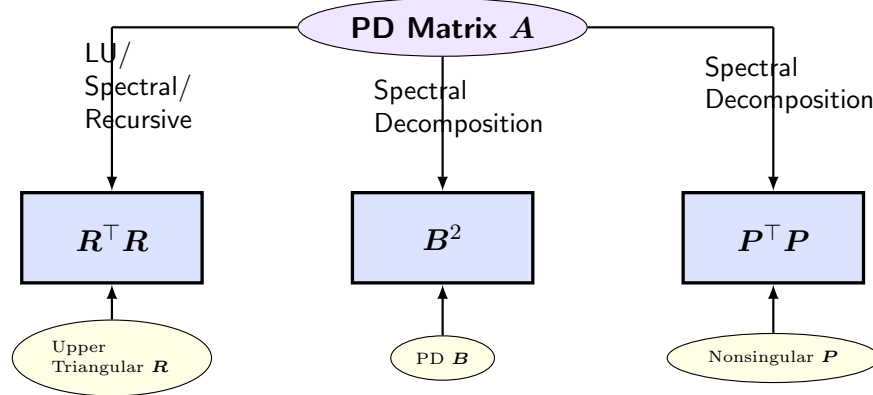 PD Matrix A
LU/
Spectral/
Recursive
Spectral
Decomposition
Spectral
Decomposition
R⊤R
B²
P⊤P
Upper
Triangular R
PD B
Nonsingular P